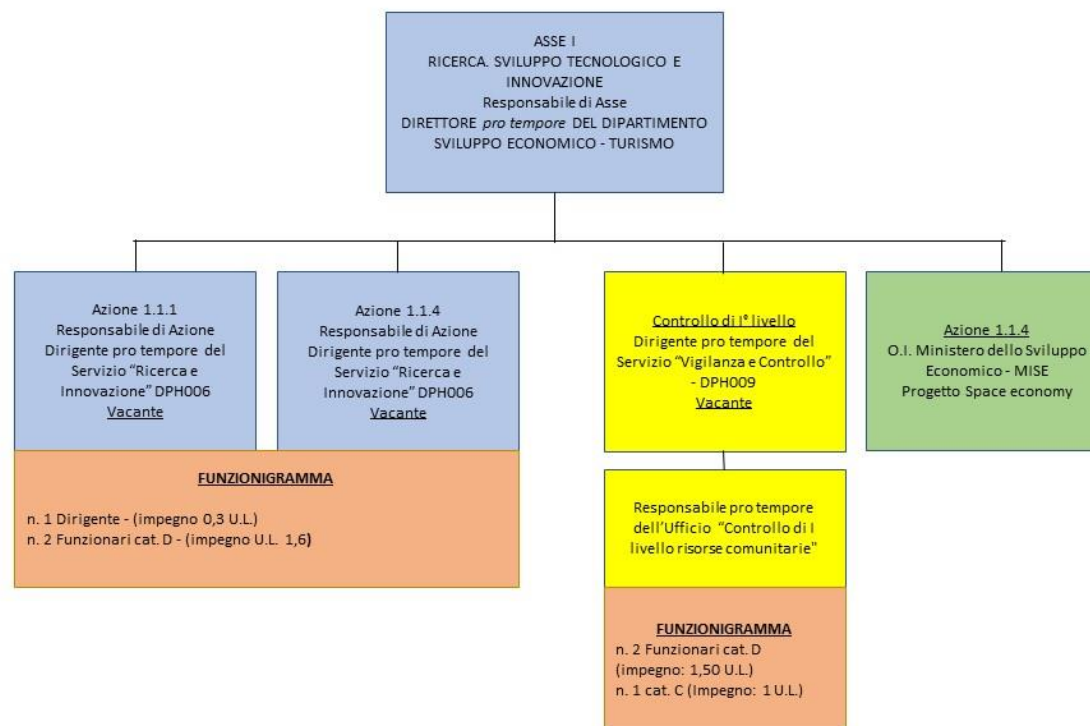 ASSE I
RICERCA. SVILUPPO TECNOLOGICO E
INNOVAZIONE
Responsabile di Asse
DIRETTORE pro tempore DEL DIPARTIMENTO
SVILUPPO ECONOMICO - TURISMO
Azione 1.1.1
Responsabile di Azione
Dirigente pro tempore del
Servizio “Ricerca e
Innovazione” DPH006
Vacante
Azione 1.1.4
Responsabile di Azione
Dirigente pro tempore del
Servizio “Ricerca e
Innovazione” DPH006
Vacante
Controllo di I° livello
Dirigente pro tempore del
Servizio “Vigilanza e Controllo”
- DPH009
Vacante
Azione 1.1.4
O.I. Ministero dello Sviluppo
Economico - MISE
Progetto Space economy
FUNZIONIGRAMMA
n. 1 Dirigente - (impegno 0,3 U.L.)
n. 2 Funzionari cat. D - (impegno U.L. 1,6)
Responsabile pro tempore
dell’Ufficio “Controllo di I
livello risorse comunitarie"
FUNZIONIGRAMMA
n. 2 Funzionari cat. D
(impegno: 1,50 U.L.)
n. 1 cat. C (Impegno: 1 U.L.)